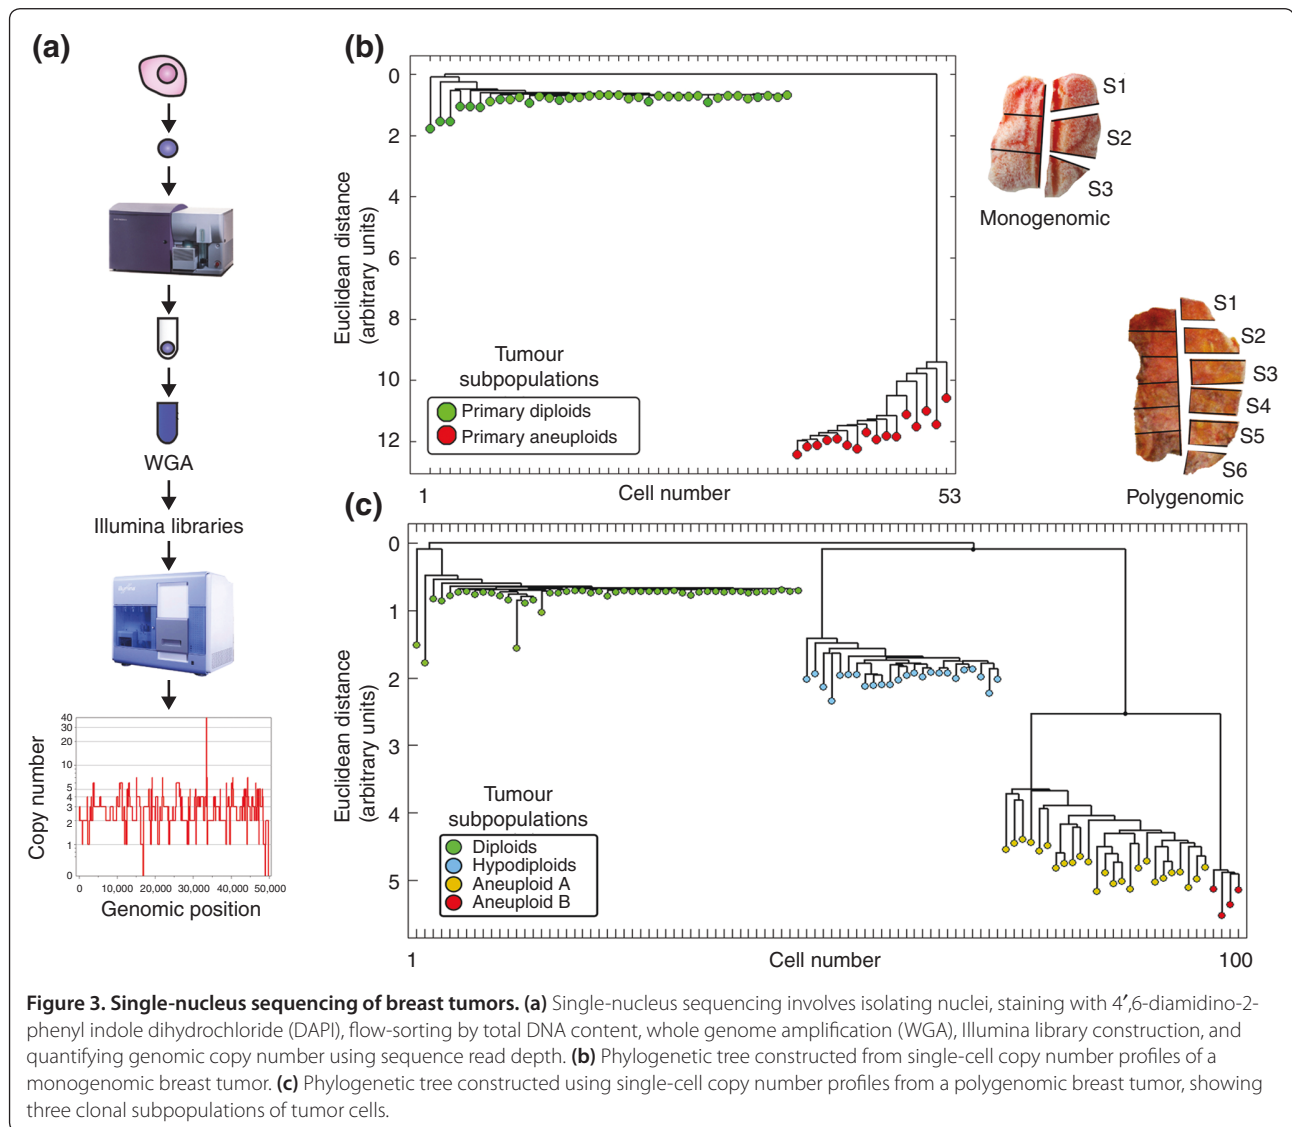 (a)
WGA
Illumina libraries
Copy number
40
30
20
10
5
4
3
2
1
0
0 10,000 20,000 30,000 40,000 50,000
Genomic position
(b)
Euclidean distance
(arbitrary units)
0
2
4
6
8
10
12
Tumour
subpopulations
Primary diploids
Primary aneuploids
1 Cell number 53
S1
S2
S3
Monogenomic
S1
S2
S3
S4
S5
S6
Polygenomic
(c)
Euclidean distance
(arbitrary units)
0
1
2
3
4
5
Tumour
subpopulations
Diploids
Hypodiploids
Aneuploid A
Aneuploid B
1 Cell number 100
Figure 3. Single-nucleus sequencing of breast tumors. (a) Single-nucleus sequencing involves isolating nuclei, staining with 4′,6-diamidino-2-
phenyl indole dihydrochloride (DAPI), flow-sorting by total DNA content, whole genome amplification (WGA), Illumina library construction, and
quantifying genomic copy number using sequence read depth. (b) Phylogenetic tree constructed from single-cell copy number profiles of a
monogenomic breast tumor. (c) Phylogenetic tree constructed using single-cell copy number profiles from a polygenomic breast tumor, showing
three clonal subpopulations of tumor cells.